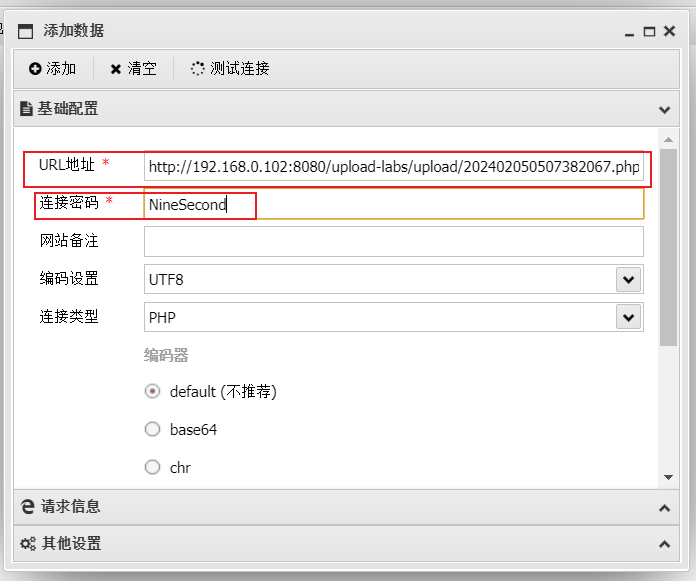 添加数据
添加 清空 测试连接
基础配置
URL地址 * http://192.168.0.102:8080/upload-labs/upload/202402050507382067.php
连接密码 * NineSecond
网站备注
编码设置 UTF8
连接类型 PHP
编码器
default (不推荐)
base64
chr
请求信息
其他设置